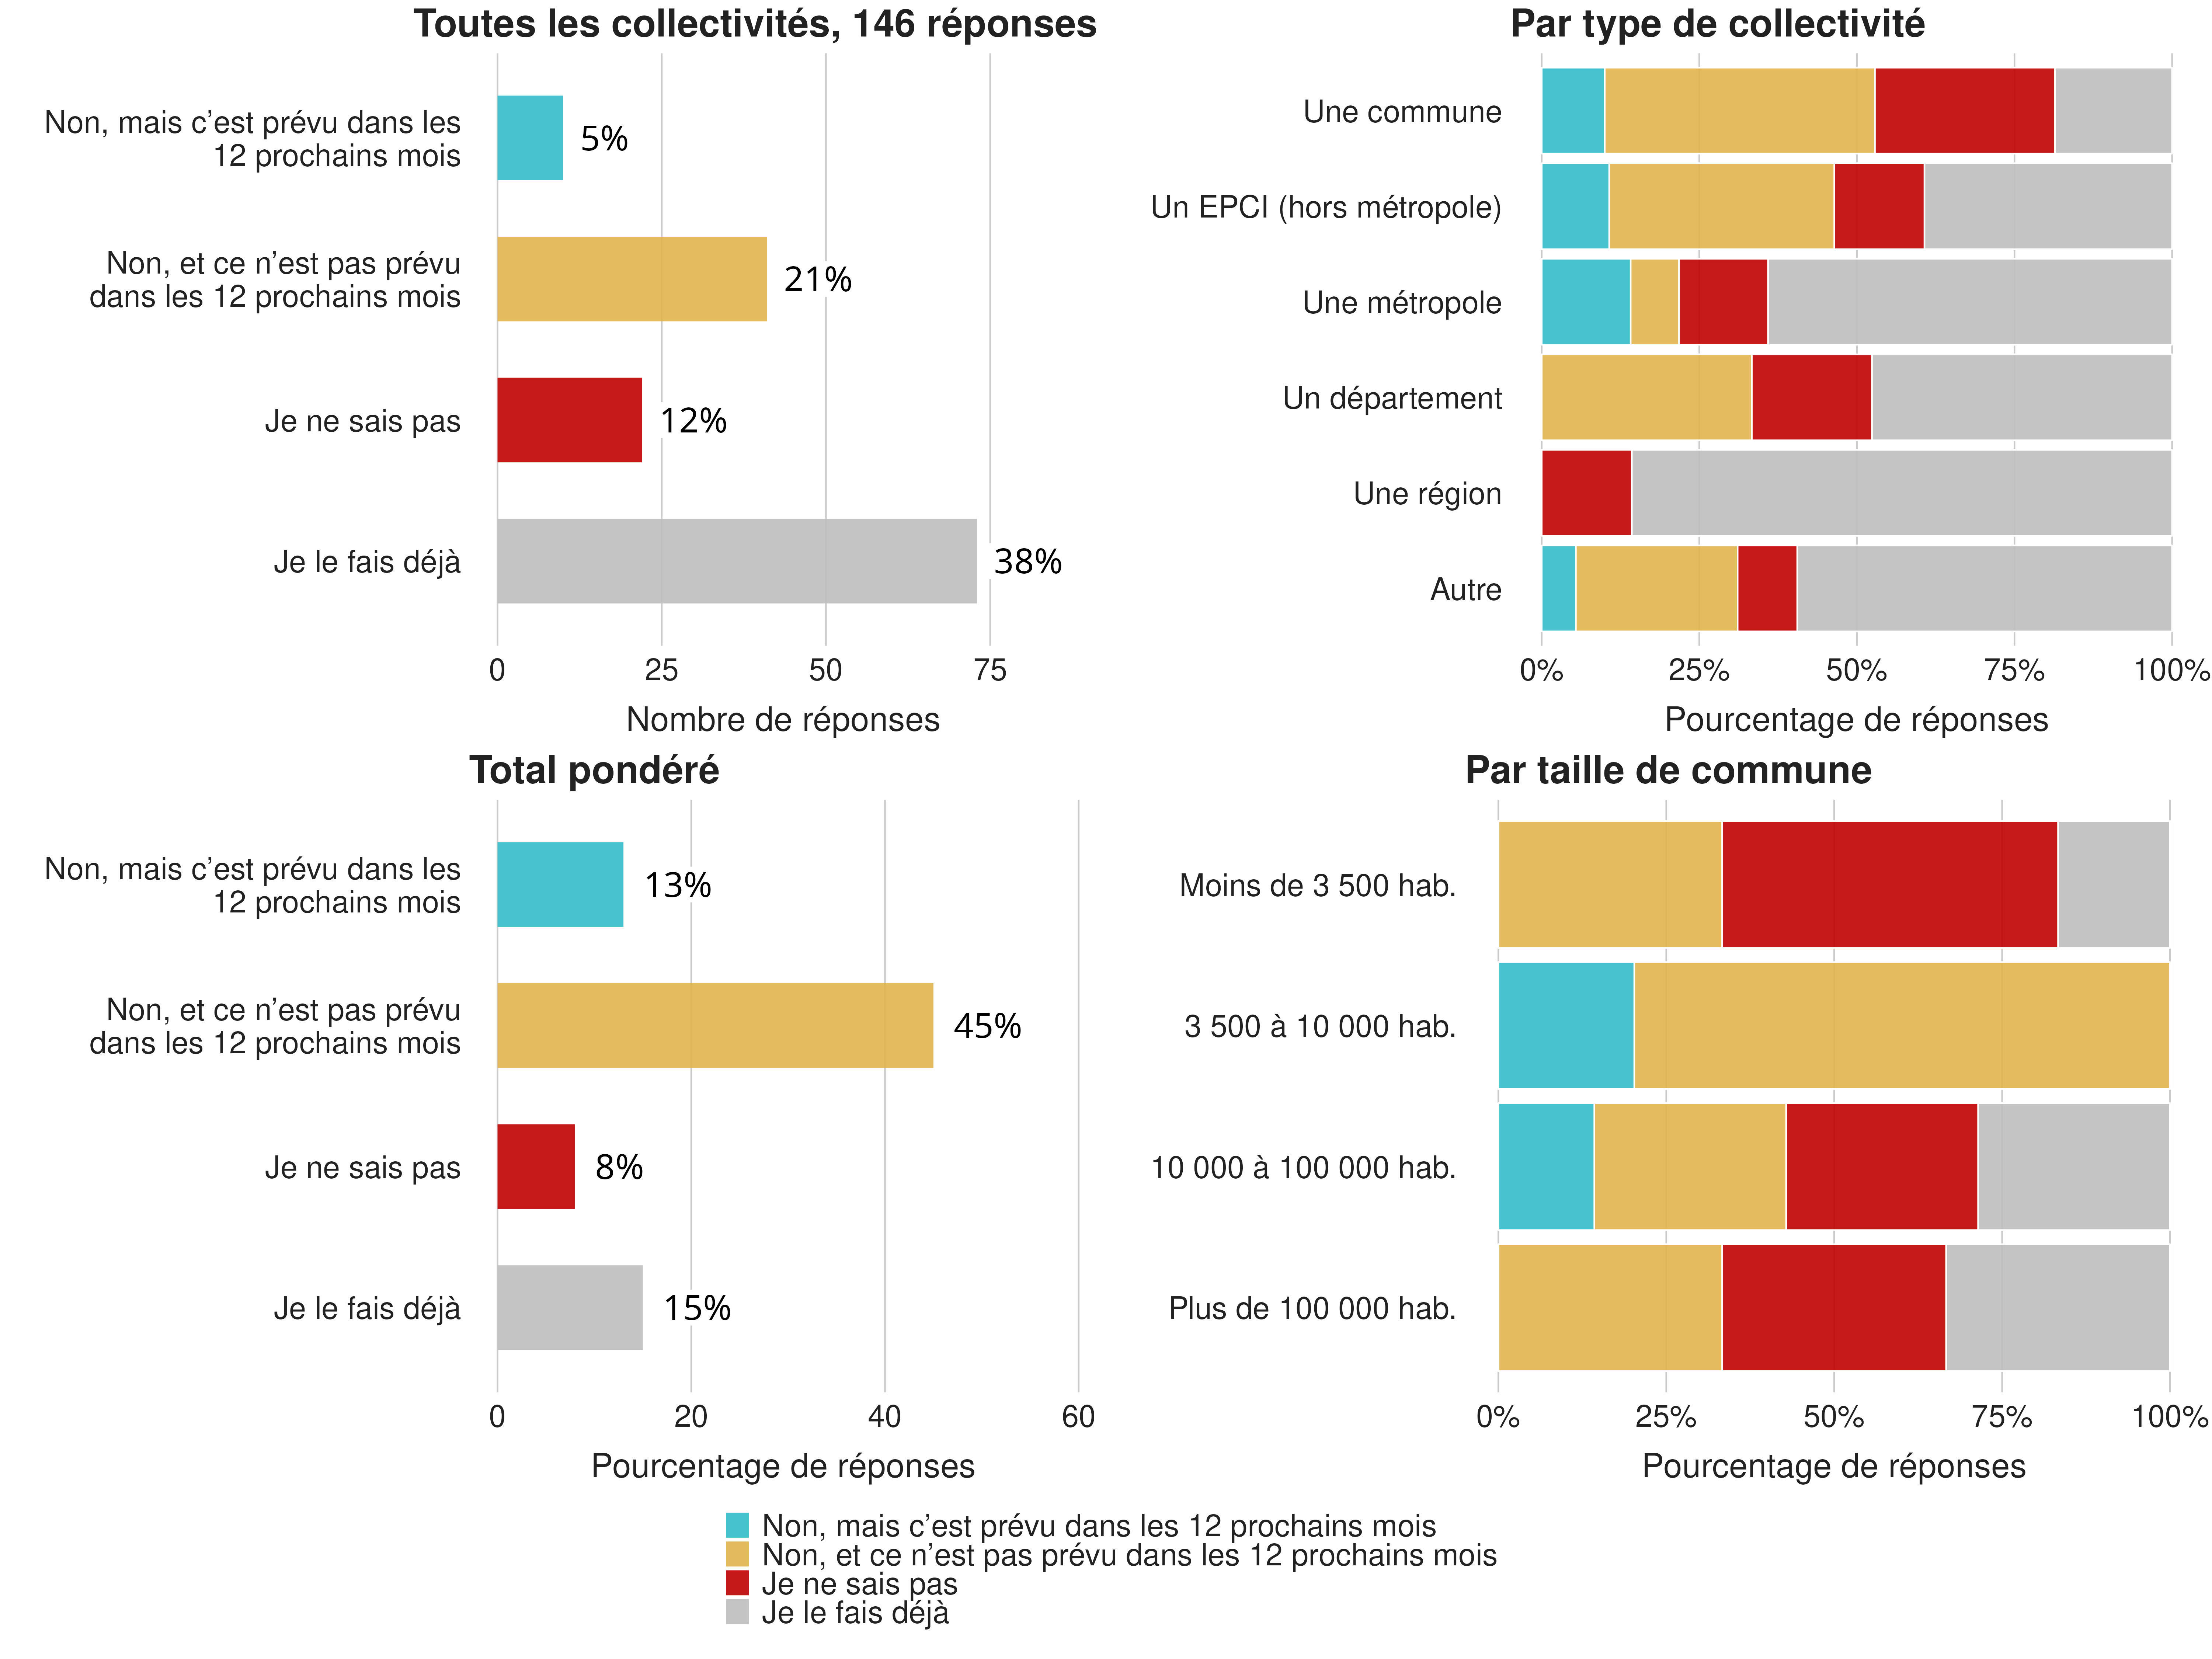 Toutes les collectivités, 146 réponses
Non, mais c’est prévu dans les
12 prochains mois
5%
Non, et ce n’est pas prévu
dans les 12 prochains mois
21%
Je ne sais pas
12%
Je le fais déjà
38%
0 25 50 75
Nombre de réponses
Par type de collectivité
Une commune
Un EPCI (hors métropole)
Une métropole
Un département
Une région
Autre
0% 25% 50% 75% 100%
Pourcentage de réponses
Total pondéré
Non, mais c’est prévu dans les
12 prochains mois
13%
Non, et ce n’est pas prévu
dans les 12 prochains mois
45%
Je ne sais pas
8%
Je le fais déjà
15%
0 20 40 60
Pourcentage de réponses
Par taille de commune
Moins de 3 500 hab.
3 500 à 10 000 hab.
10 000 à 100 000 hab.
Plus de 100 000 hab.
0% 25% 50% 75% 100%
Pourcentage de réponses
Non, mais c’est prévu dans les 12 prochains mois
Non, et ce n’est pas prévu dans les 12 prochains mois
Je ne sais pas
Je le fais déjà